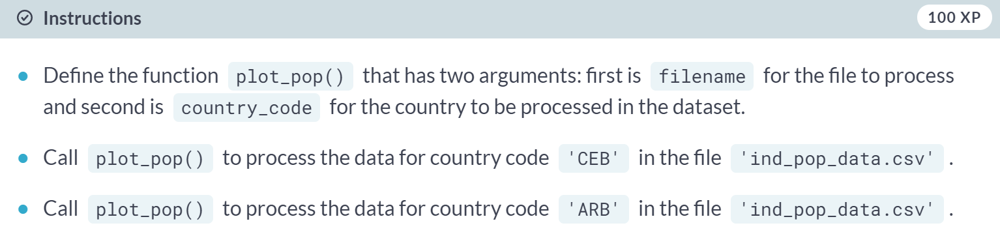 Instructions
100 XP
Define the function plot_pop() that has two arguments: first is filename for the file to process
and second is country_code for the country to be processed in the dataset.
Call plot_pop() to process the data for country code 'CEB' in the file 'ind_pop_data.csv' .
Call plot_pop() to process the data for country code 'ARB' in the file 'ind_pop_data.csv' .